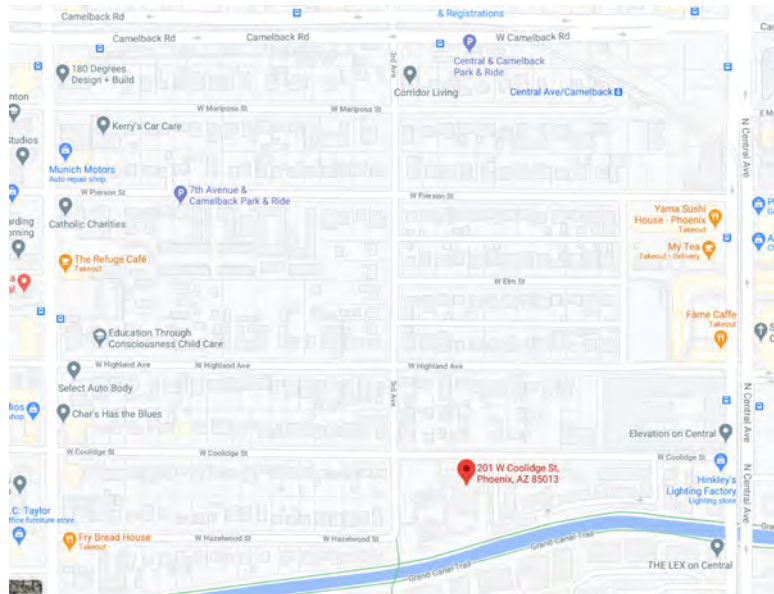 Camelback Rd
& Registrations
Camelback Rd
Camelback Rd
W Camelback Rd
180 Degrees
Design + Build
3rd Ave
Central & Camelback
Park & Ride
Corridor Living
Central Ave/Camelback
W Mariposa St
W Mariposa St
Kerry's Car Care
N Central Ave
Munich Motors
Auto repair shop
W Pierson St
7th Avenue &
Camelback Park & Ride
W Pierson St
Catholic Charities
Yama Sushi
House - Phoenix
Takeout
My Tea
Takeout • Delivery
The Refuge Café
Takeout
W Elm St
Fame Caffe
Takeout
Education Through
Consciousness Child Care
W Highland Ave
W Highland Ave
W Highland Ave
Select Auto Body
3rd Ave
N Central Ave
Char's Has the Blues
Elevation on Central
W Coolidge St
W Coolidge St
W Coolidge St
201 W Coolidge St,
Phoenix, AZ 85013
Hinkley's
Lighting Factory
Lighting store
N Central Ave
C. Taylor
office furniture store
Fry Bread House
Takeout
W Hazelwood St
W Hazelwood St
Grand Canal Trail
Grand Canal Trail
THE LEX on Central